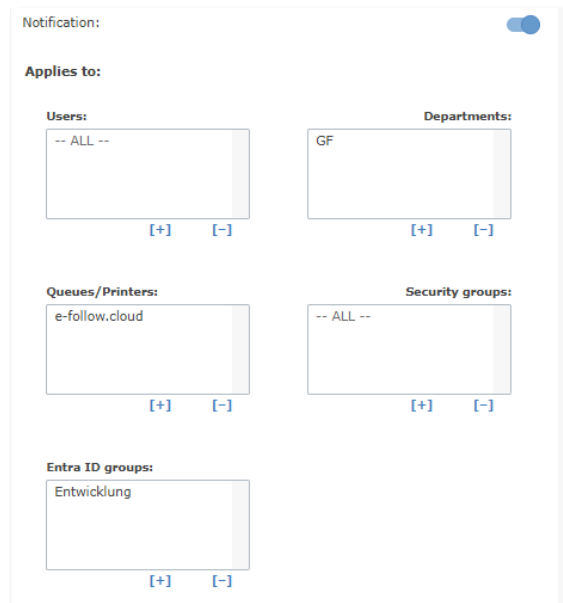 Notification:
Applies to:
Users:
Departments:
-- ALL --
GF
[+] [-]
[+] [-]
Queues/Printers:
Security groups:
e-follow.cloud
-- ALL --
[+] [-]
[+] [-]
Entra ID groups:
Entwicklung
[+] [-]